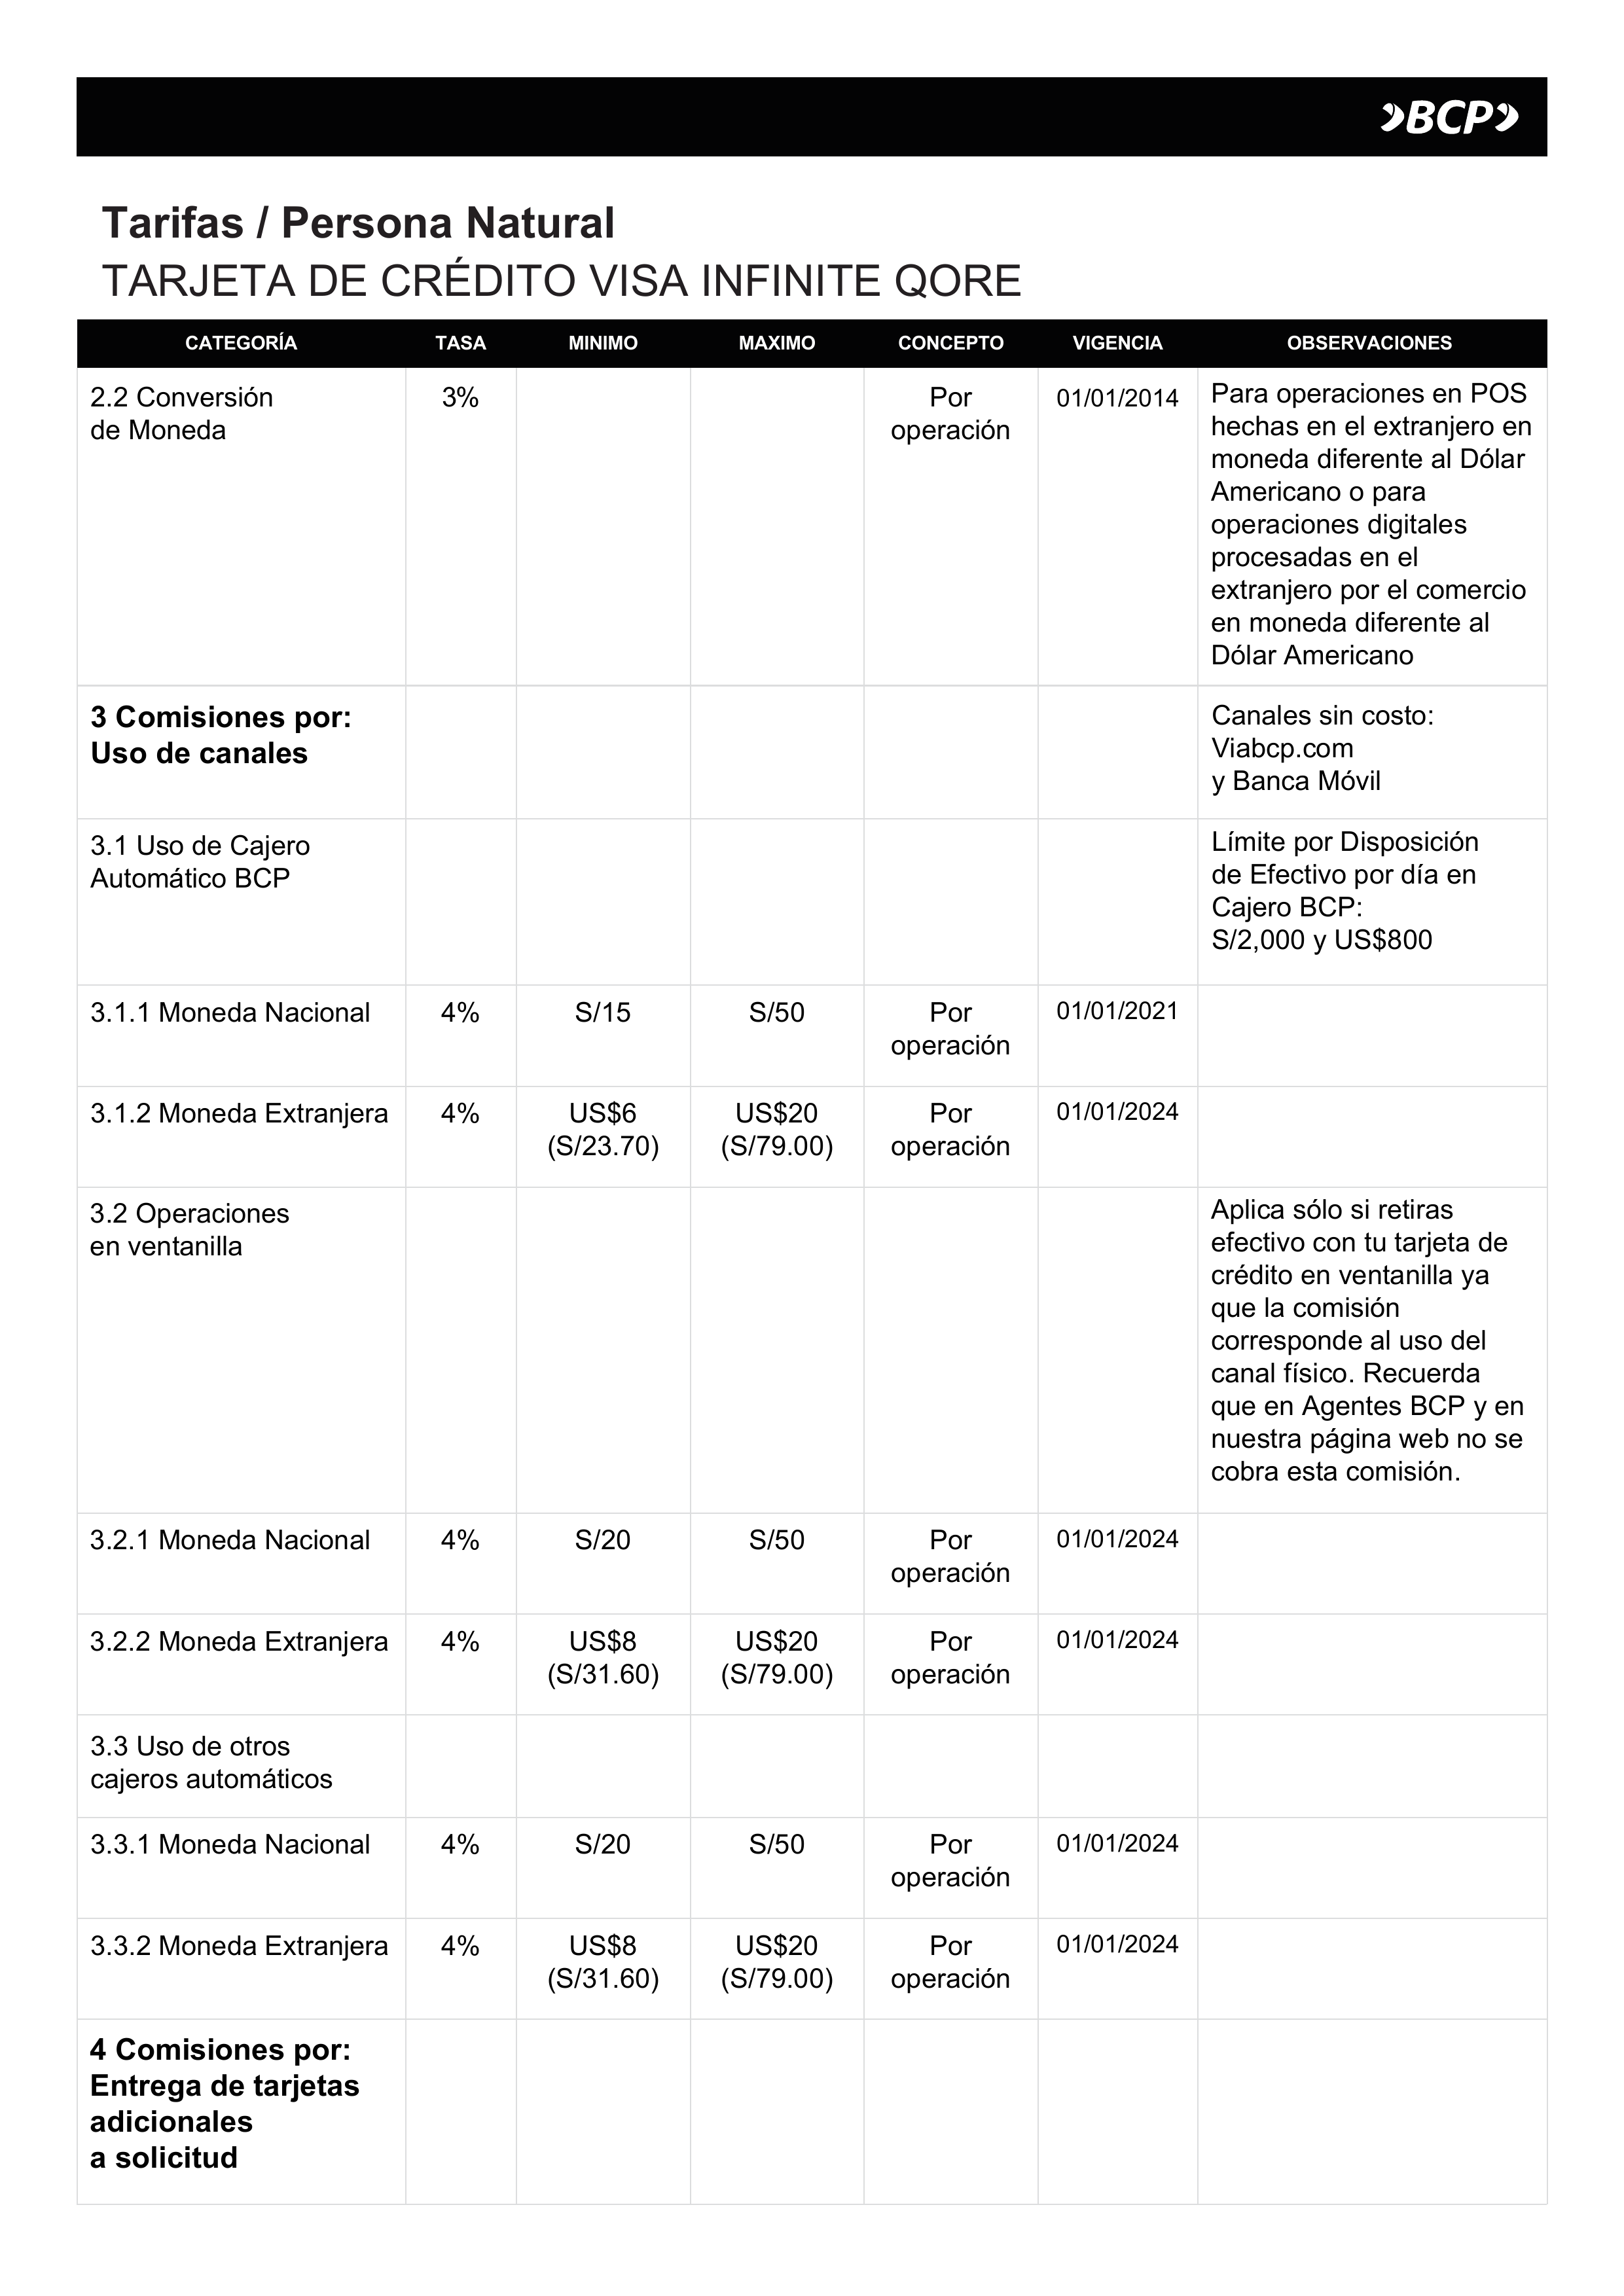 BCP
Tarifas / Persona Natural
TARJETA DE CRÉDITO VISA INFINITE QORE
CATEGORÍA TASA MINIMO MAXIMO CONCEPTO VIGENCIA OBSERVACIONES
2.2 Conversión
de Moneda
3%
Por
operación
01/01/2014
Para operaciones en POS
hechas en el extranjero en
moneda diferente al Dólar
Americano o para
operaciones digitales
procesadas en el
extranjero por el comercio
en moneda diferente al
Dólar Americano
3 Comisiones por:
Uso de canales
Canales sin costo:
Viabcp.com
y Banca Móvil
3.1 Uso de Cajero
Automático BCP
Límite por Disposición
de Efectivo por día en
Cajero BCP:
S/2,000 y US$800
3.1.1 Moneda Nacional
4%
S/15
S/50
Por
operación
01/01/2021
3.1.2 Moneda Extranjera
4%
US$6
(S/23.70)
US$20
(S/79.00)
Por
operación
01/01/2024
3.2 Operaciones
en ventanilla
Aplica sólo si retiras
efectivo con tu tarjeta de
crédito en ventanilla ya
que la comisión
corresponde al uso del
canal físico. Recuerda
que en Agentes BCP y en
nuestra página web no se
cobra esta comisión.
3.2.1 Moneda Nacional
4%
S/20
S/50
Por
operación
01/01/2024
3.2.2 Moneda Extranjera
4%
US$8
(S/31.60)
US$20
(S/79.00)
Por
operación
01/01/2024
3.3 Uso de otros
cajeros automáticos
3.3.1 Moneda Nacional
4%
S/20
S/50
Por
operación
01/01/2024
3.3.2 Moneda Extranjera
4%
US$8
(S/31.60)
US$20
(S/79.00)
Por
operación
01/01/2024
4 Comisiones por:
Entrega de tarjetas
adicionales
a solicitud